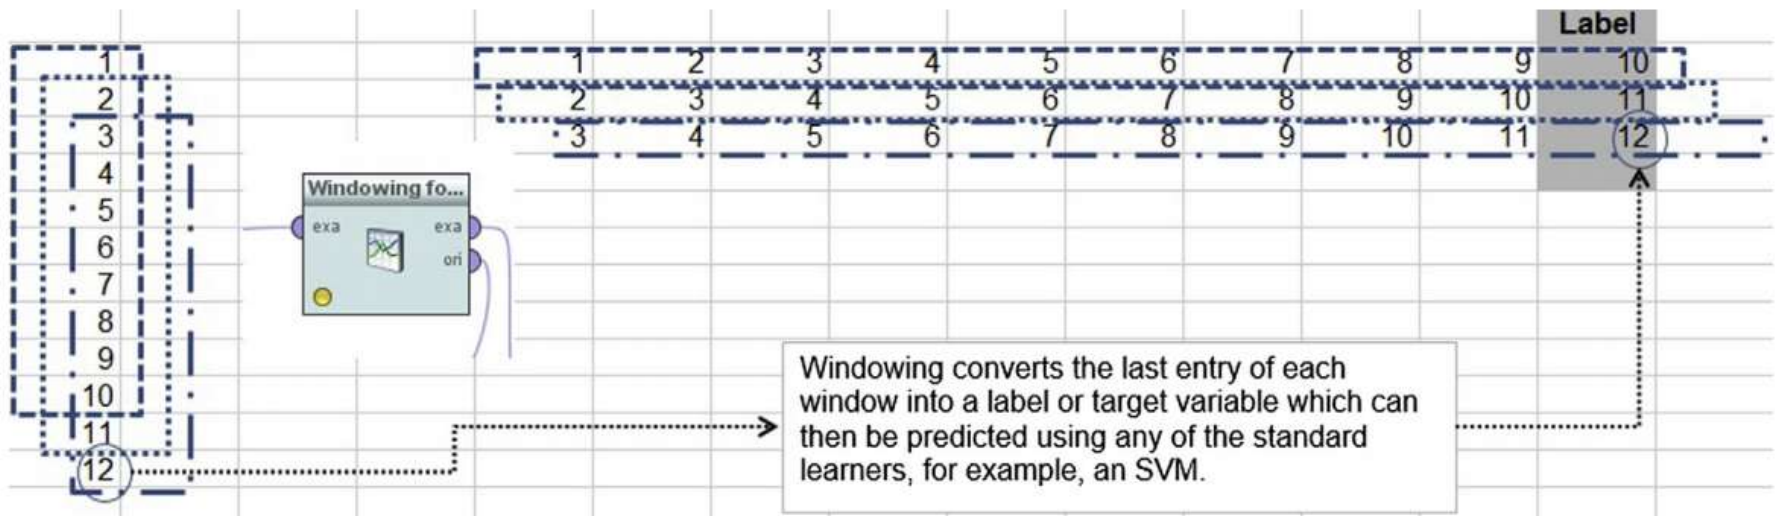 Label
1 2 3 4 5 6 7 8 9 10
2 3 4 5 6 7 8 9 10 11
3 4 5 6 7 8 9 10 11 12
1
2
3
4
5
6
7
8
9
10
11
12
Windowing fo...
exa exa
ori
Windowing converts the last entry of each
window into a label or target variable which can
then be predicted using any of the standard
learners, for example, an SVM.